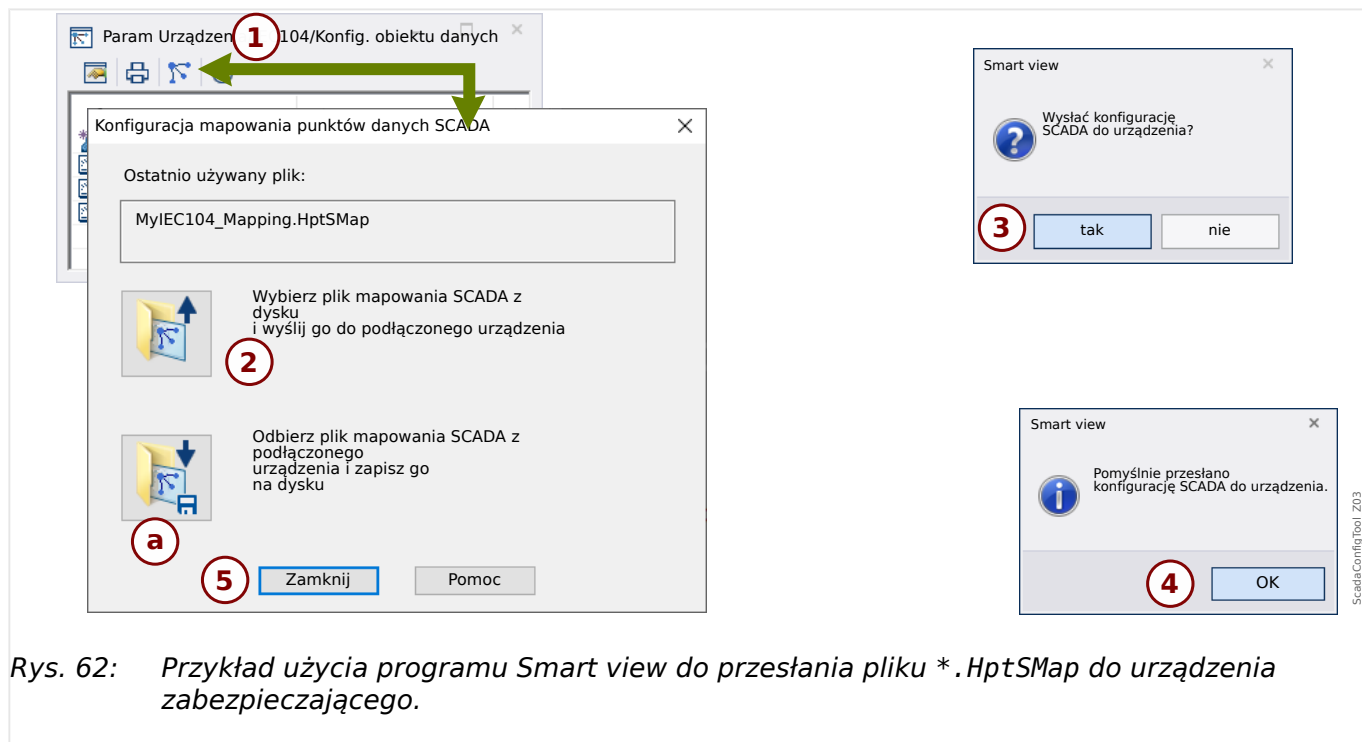 Param Urządzen 1 104/Konfig. obiektu danych
Konfiguracja mapowania punktów danych SCADA
Ostatnio używany plik:
MyIEC104_Mapping.HptSMap
Wybierz plik mapowania SCADA z
dysku
i wyślij go do podłączonego urządzenia
2
Odbierz plik mapowania SCADA z
podłączonego
urządzenia i zapisz go
na dysku
a
5 Zamknij Pomoc
Smart view
Wysłać konfigurację
SCADA do urządzenia?
3 tak nie
Smart view
Pomyślnie przesłano
konfigurację SCADA do urządzenia.
4 OK
ScadaConfigTool_Z03
Rys. 62: Przykład użycia programu Smart view do przesłania pliku *.HptSMap do urządzenia
zabezpieczającego.